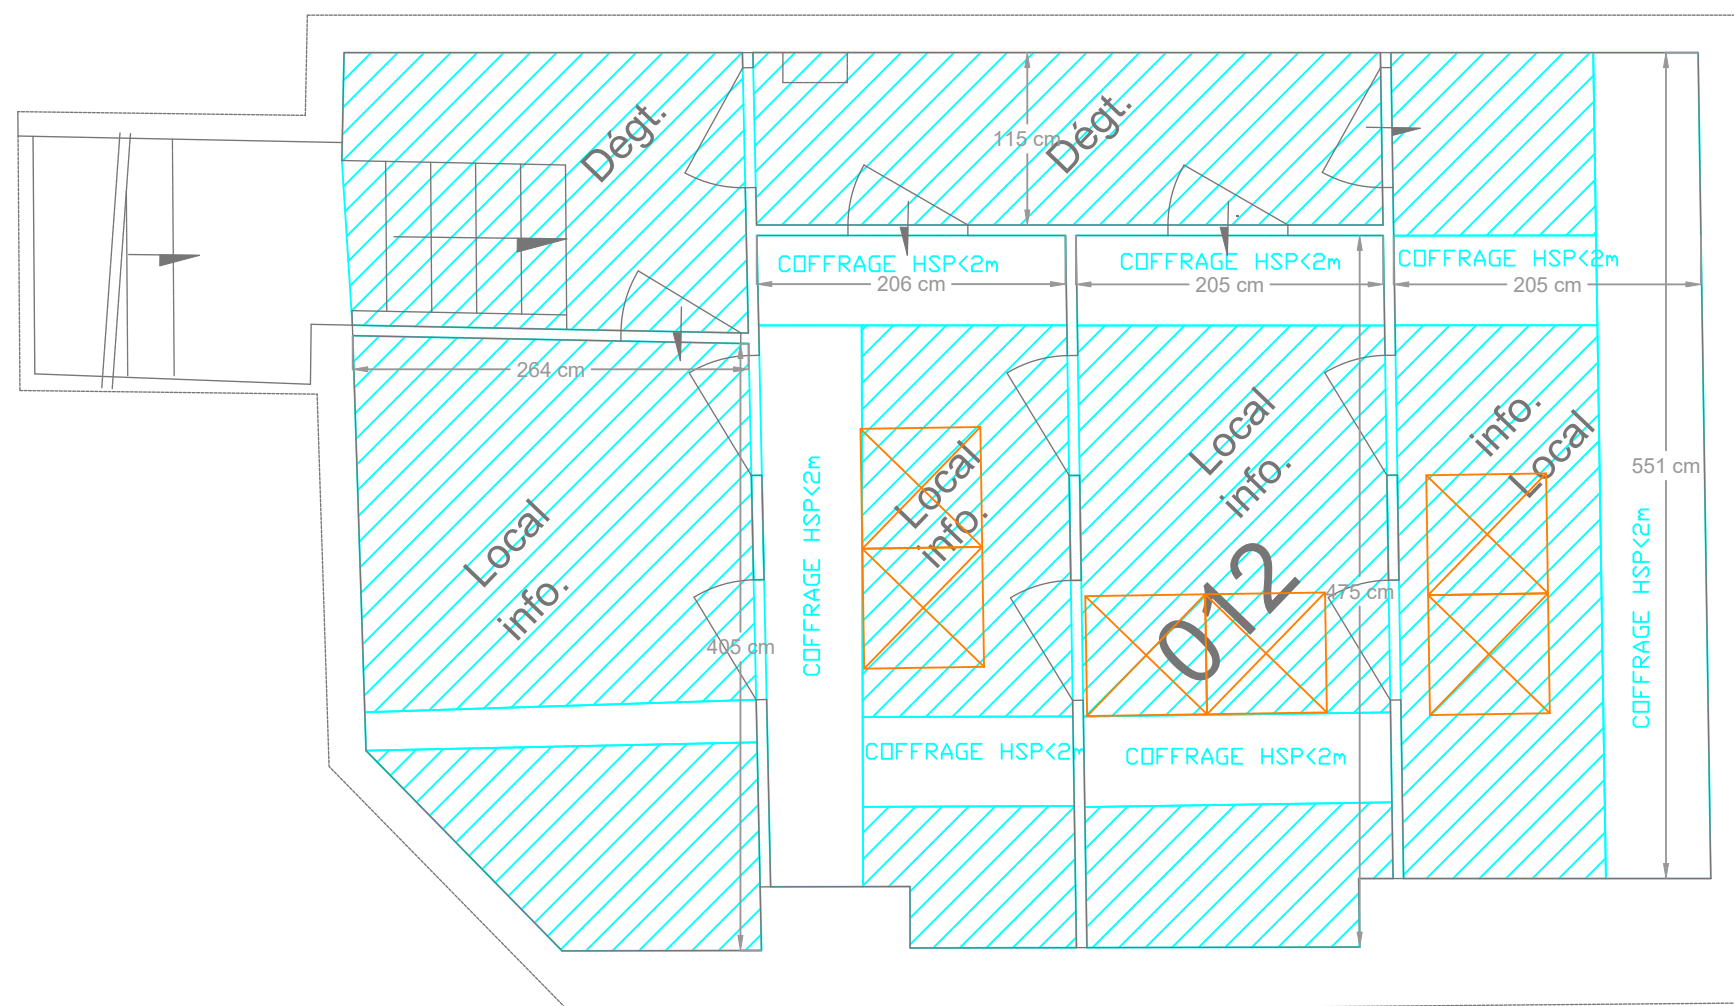 Dégt.
115 cm
Dégt.
COFFRAGE HSP<2m
COFFRAGE HSP<2m
COFFRAGE HSP<2m
206 cm
205 cm
205 cm
264 cm
Local
info.
COFFRAGE HSP<2m
Local
info.
Local
info.
info.
Local
551 cm
COFFRAGE HSP<2m
012
475 cm
405 cm
COFFRAGE HSP<2m
COFFRAGE HSP<2m